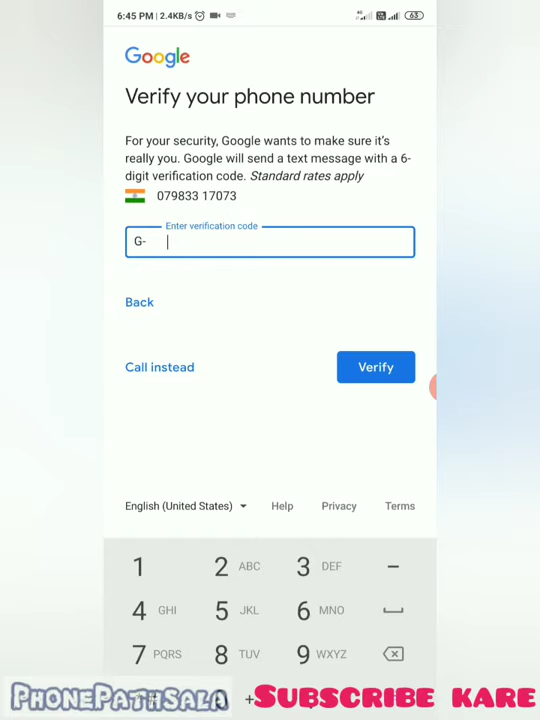 6:45 PM | 2.4KB/s
63
Google
Verify your phone number
For your security, Google wants to make sure it's
really you. Google will send a text message with a 6-
digit verification code. Standard rates apply
079833 17073
Enter verification code
G-
Back
Call instead
Verify
English (United States)
Help
Privacy
Terms
1
2 ABC
3 DEF
-
4 GHI
5 JKL
6 MNO
7 PQRS
8 TUV
9 WXYZ
PhonePathsala
Subscribe kare